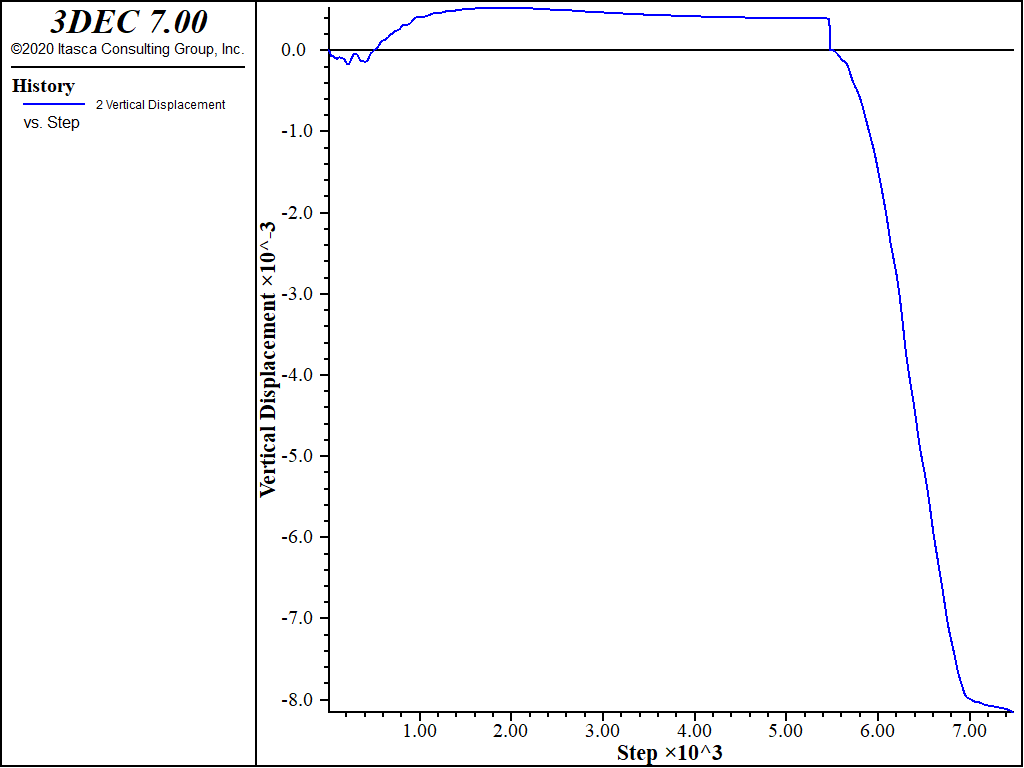 3DEC 7.00
©2020 Itasca Consulting Group, Inc.
History
2 Vertical Displacement
vs. Step
Vertical Displacement ×10^-3
0.0
-1.0
-2.0
-3.0
-4.0
-5.0
-6.0
-7.0
-8.0
1.00 2.00 3.00 4.00 5.00 6.00 7.00
Step ×10^3